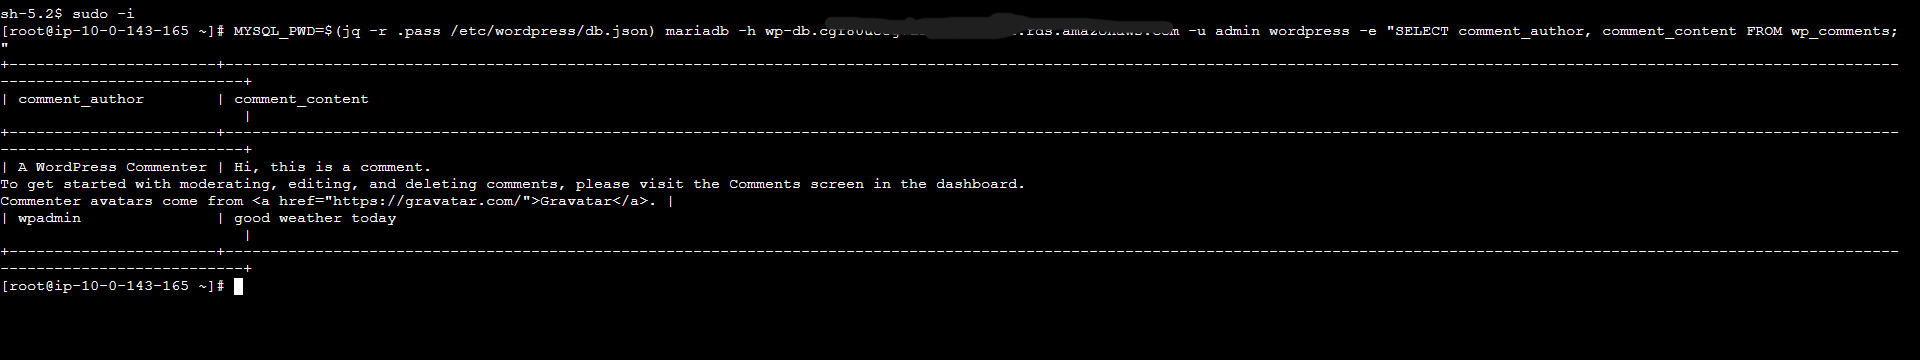 sh-5.2$ sudo -i
[root@ip-10-0-143-165 ~]# MYSQL_PWD=$(jq -r .pass /etc/wordpress/db.json) mariadb -h wp-db. .rds.amazonaws.com -u admin wordpress -e "SELECT comment_author, comment_content FROM wp_comments;
"
+-----------------------+---------------------------------------------------------------------------------------------------------------------------------------------------------------------------------------
---------------------------+
| comment_author        | comment_content
                           |
+-----------------------+---------------------------------------------------------------------------------------------------------------------------------------------------------------------------------------
---------------------------+
| A WordPress Commenter | Hi, this is a comment.
To get started with moderating, editing, and deleting comments, please visit the Comments screen in the dashboard.
Commenter avatars come from <a href="https://gravatar.com/">Gravatar</a>. |
| wpadmin               | good weather today
                           |
+-----------------------+---------------------------------------------------------------------------------------------------------------------------------------------------------------------------------------
---------------------------+
[root@ip-10-0-143-165 ~]#